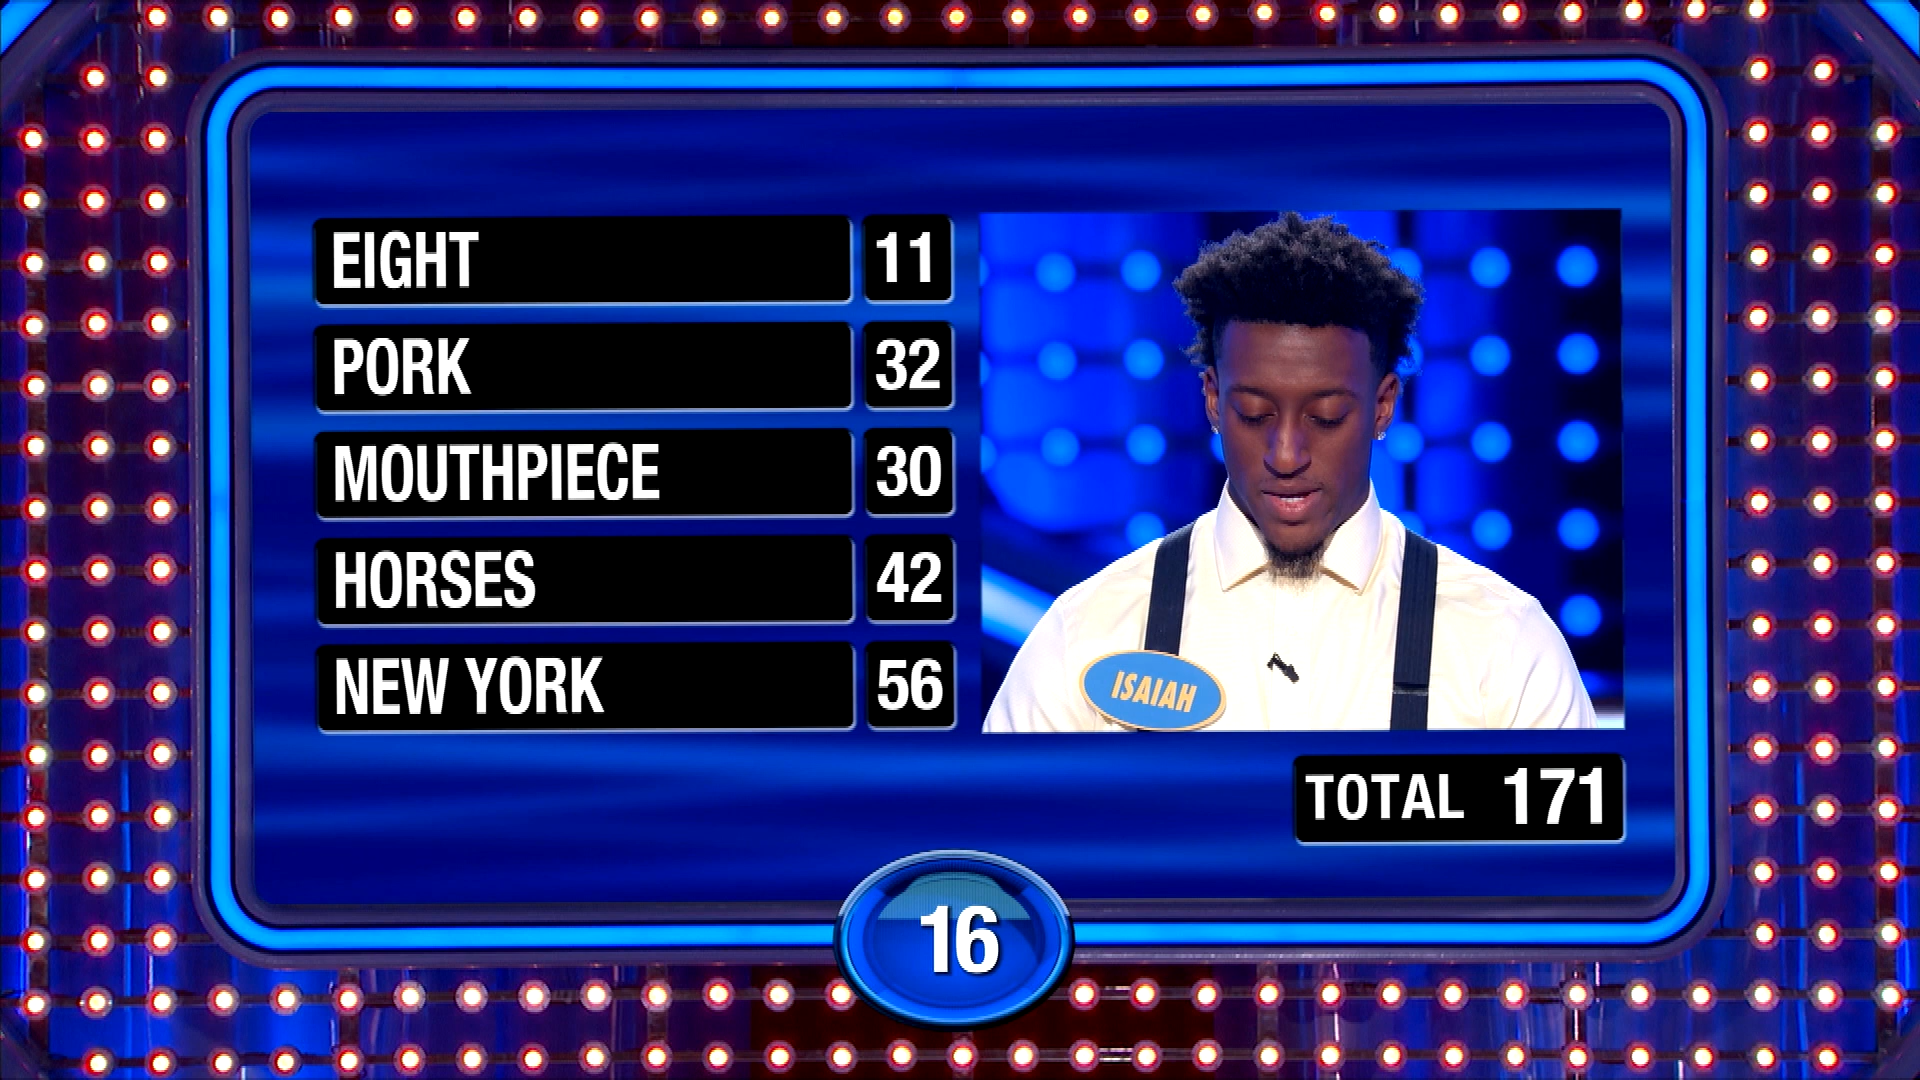 EIGHT 11
PORK 32
MOUTHPIECE 30
HORSES 42
NEW YORK 56
ISAIAH
TOTAL 171
16